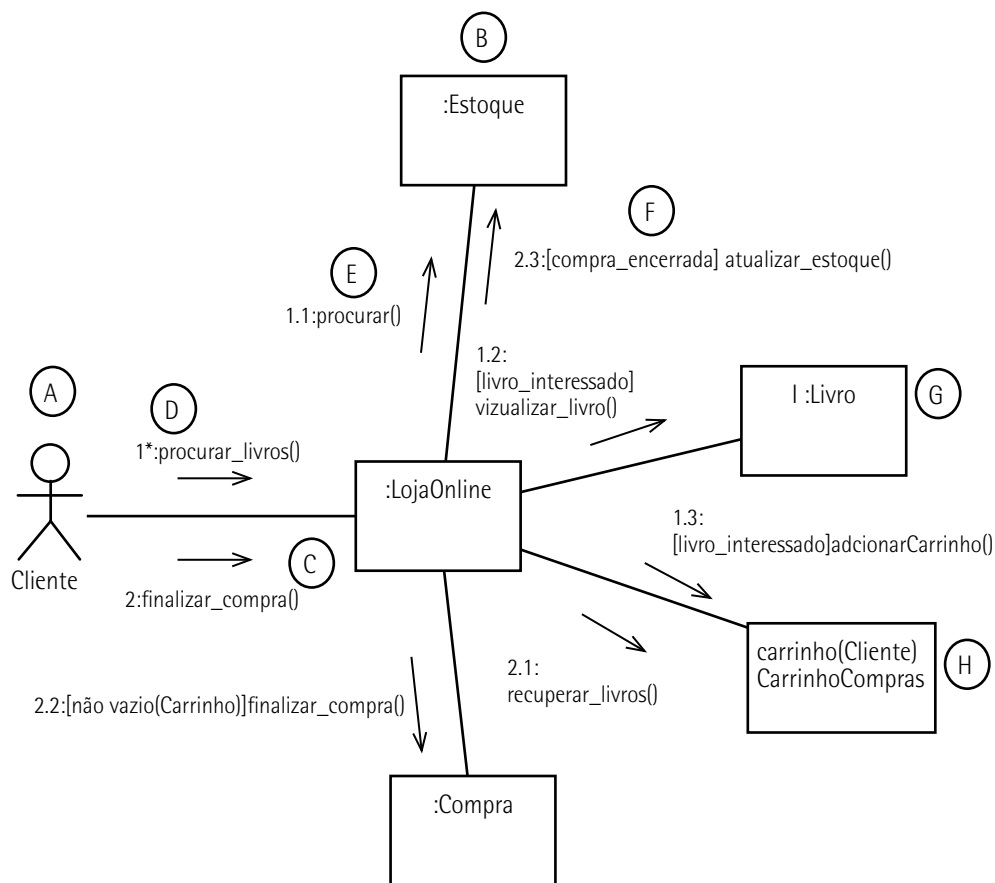 B
:Estoque
F
2.3:[compra_encerrada] atualizar_estoque()
E
1.1:procurar()
1.2:
[livro_interessado]
vizualizar_livro()
A
D
1*:procurar_livros()
l :Livro
G
:LojaOnline
Cliente
C
2:finalizar_compra()
1.3:
[livro_interessado]adcionarCarrinho()
2.1:
recuperar_livros()
carrinho(Cliente)
CarrinhoCompras
H
2.2:[não vazio(Carrinho)]finalizar_compra()
:Compra